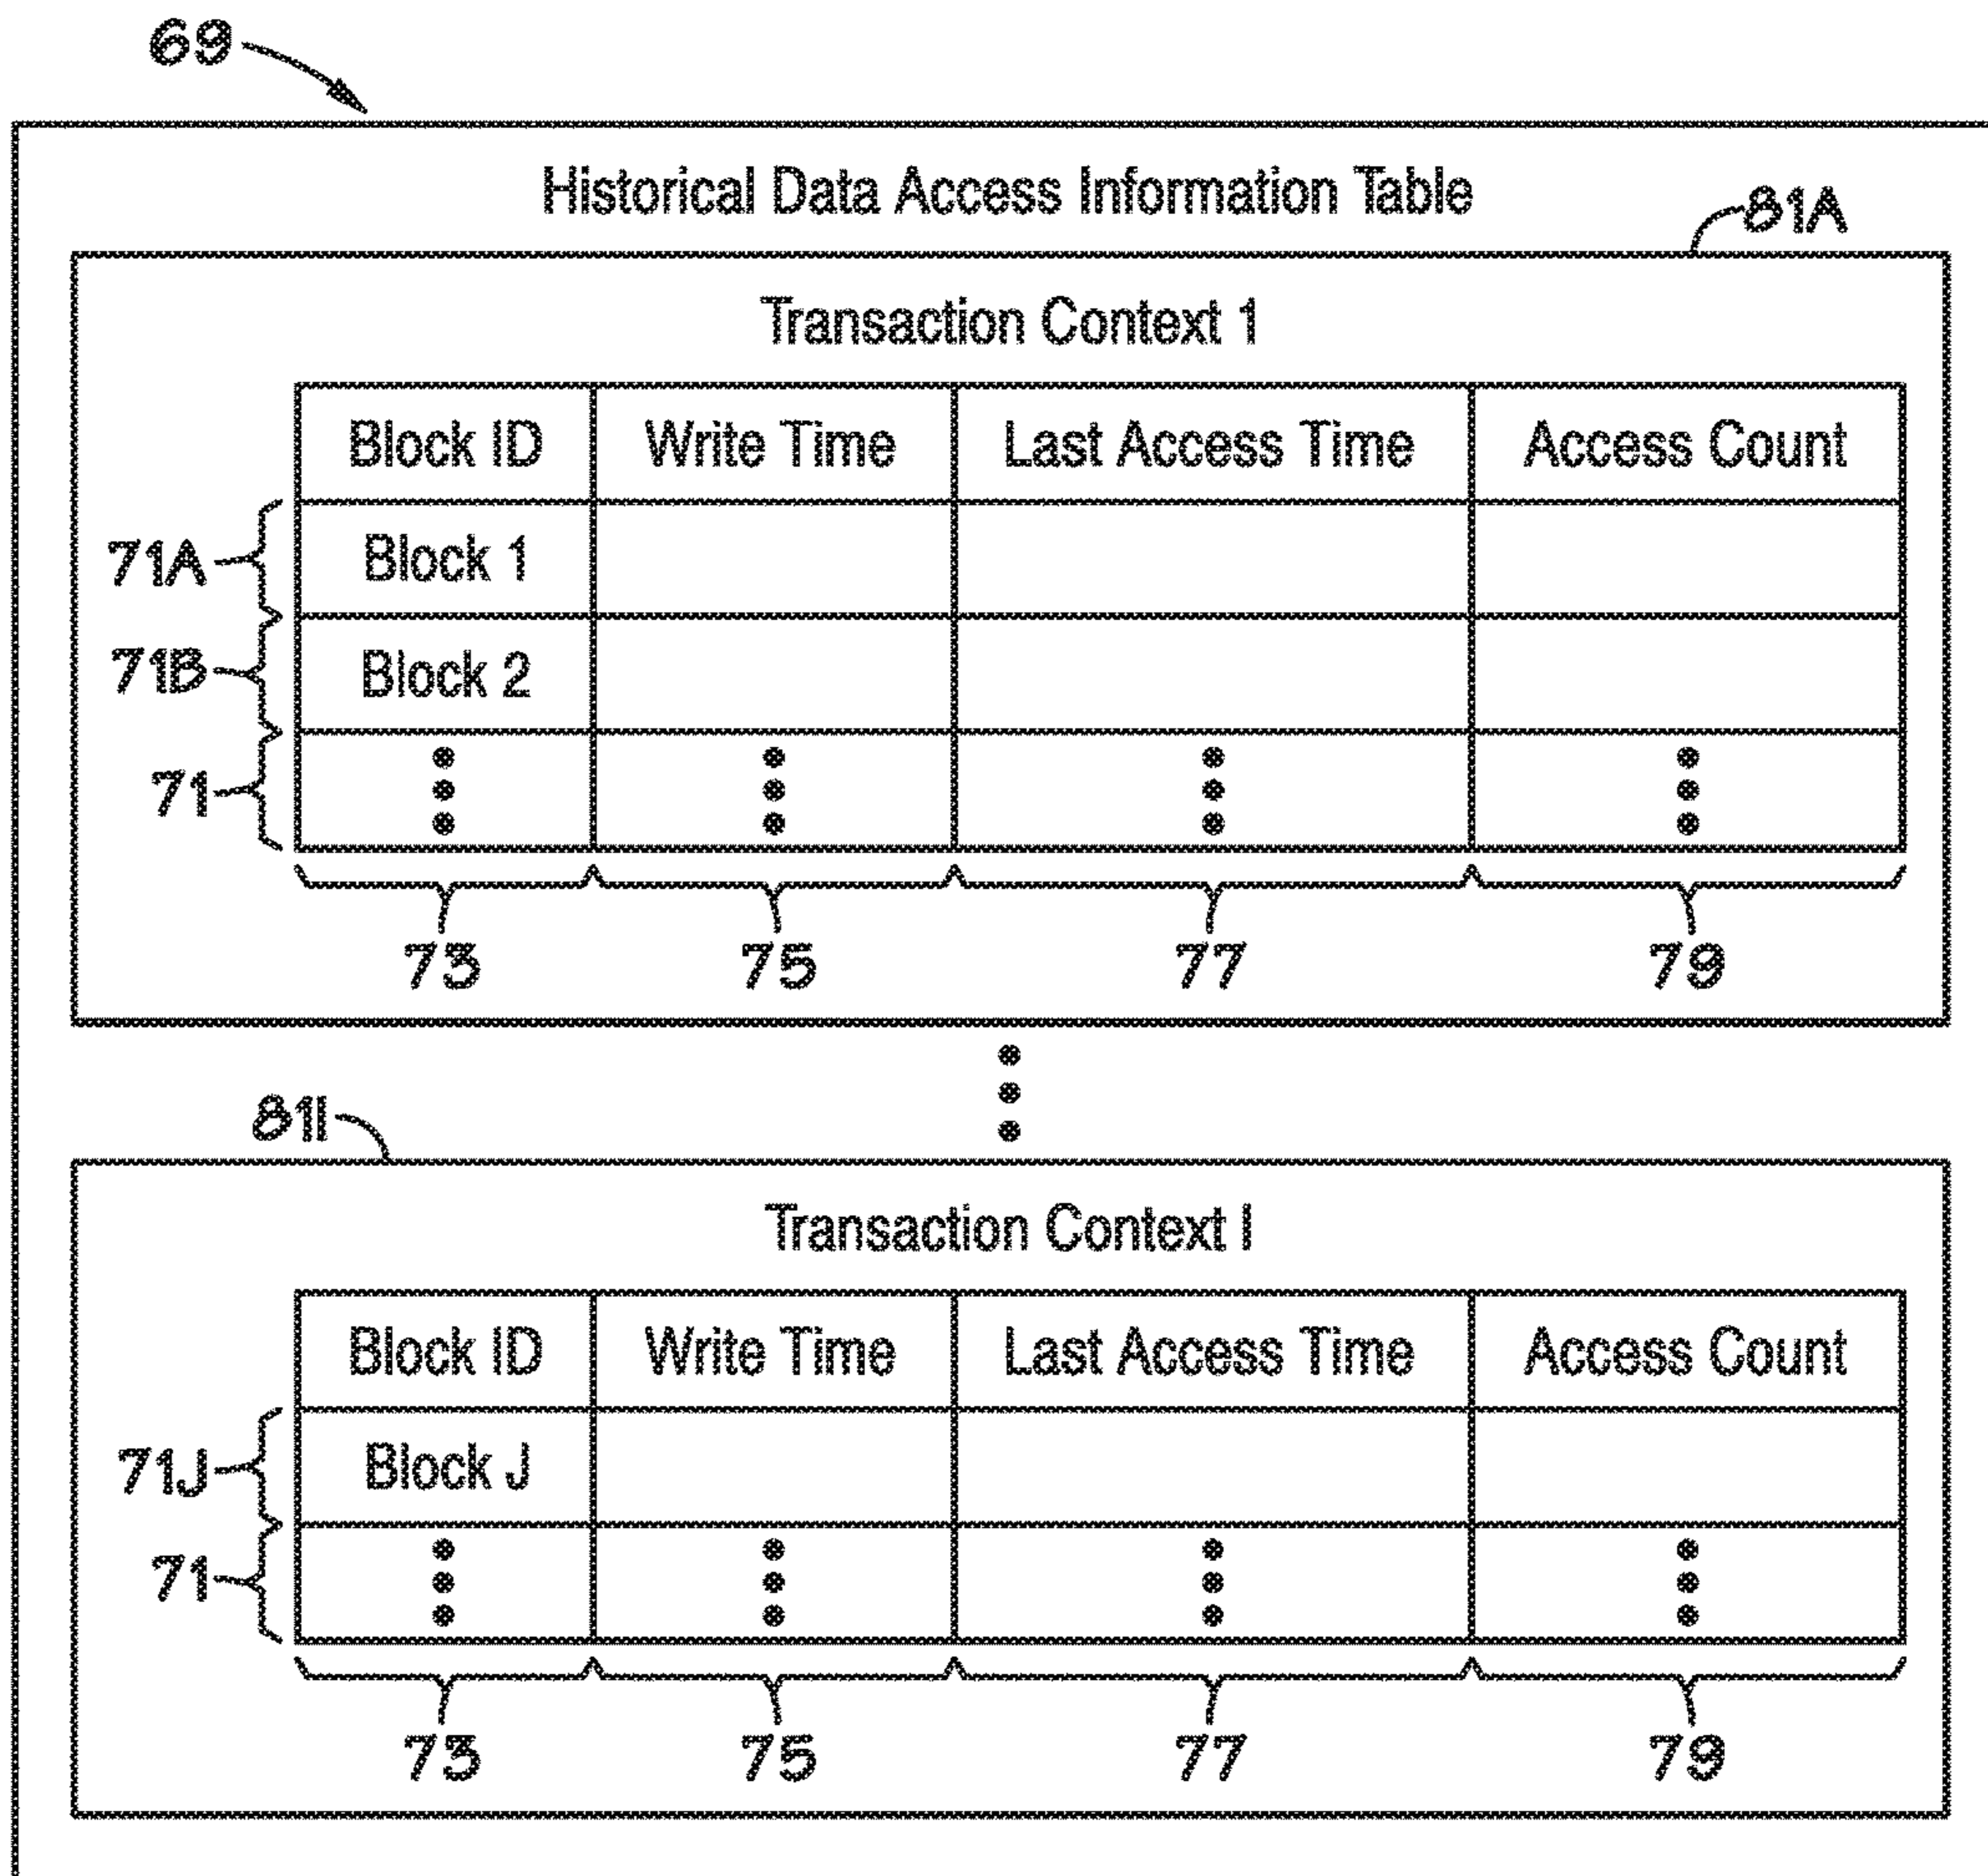 69
Historical Data Access Information Table
81A
Transaction Context 1
Block ID Write Time Last Access Time Access Count
71A Block 1
71B Block 2
71
73 75 77 79
81I
Transaction Context I
Block ID Write Time Last Access Time Access Count
71J Block J
71
73 75 77 79